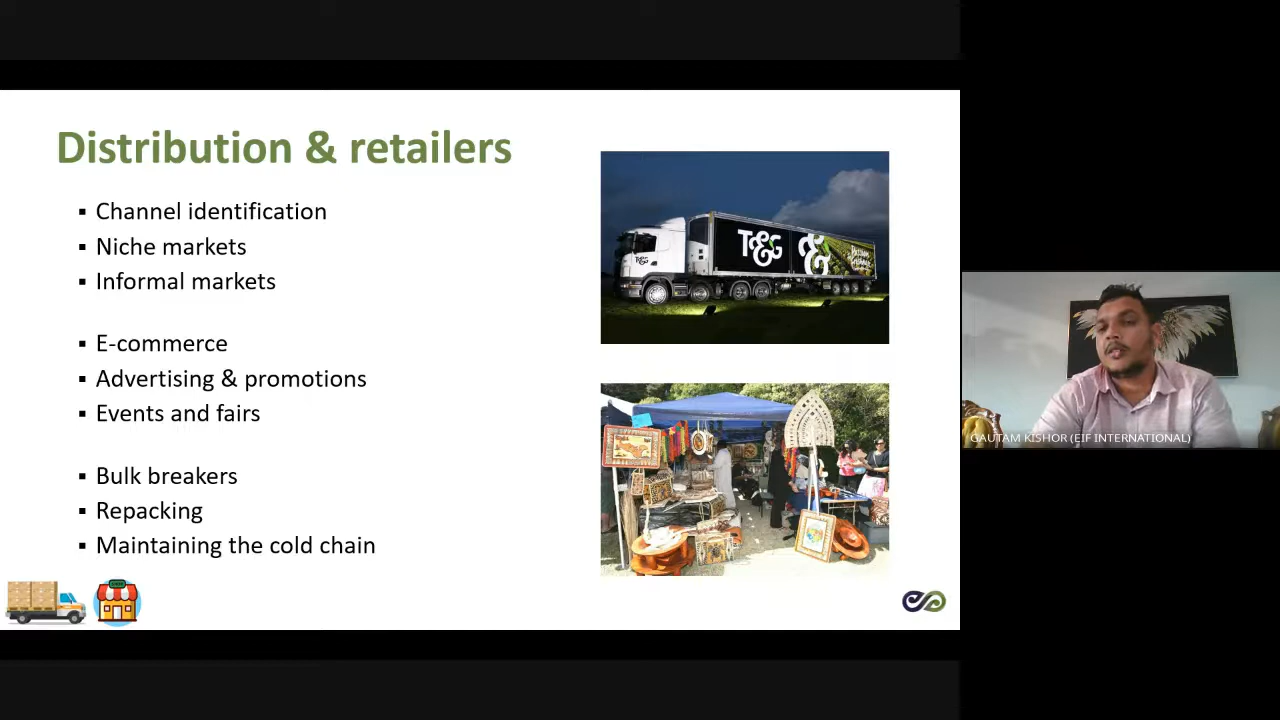 Distribution & retailers
▪ Channel identification
▪ Niche markets
▪ Informal markets
▪ E-commerce
▪ Advertising & promotions
▪ Events and fairs
▪ Bulk breakers
▪ Repacking
▪ Maintaining the cold chain
T&G
T&G
GAUTAM KISHOR (EIF INTERNATIONAL)